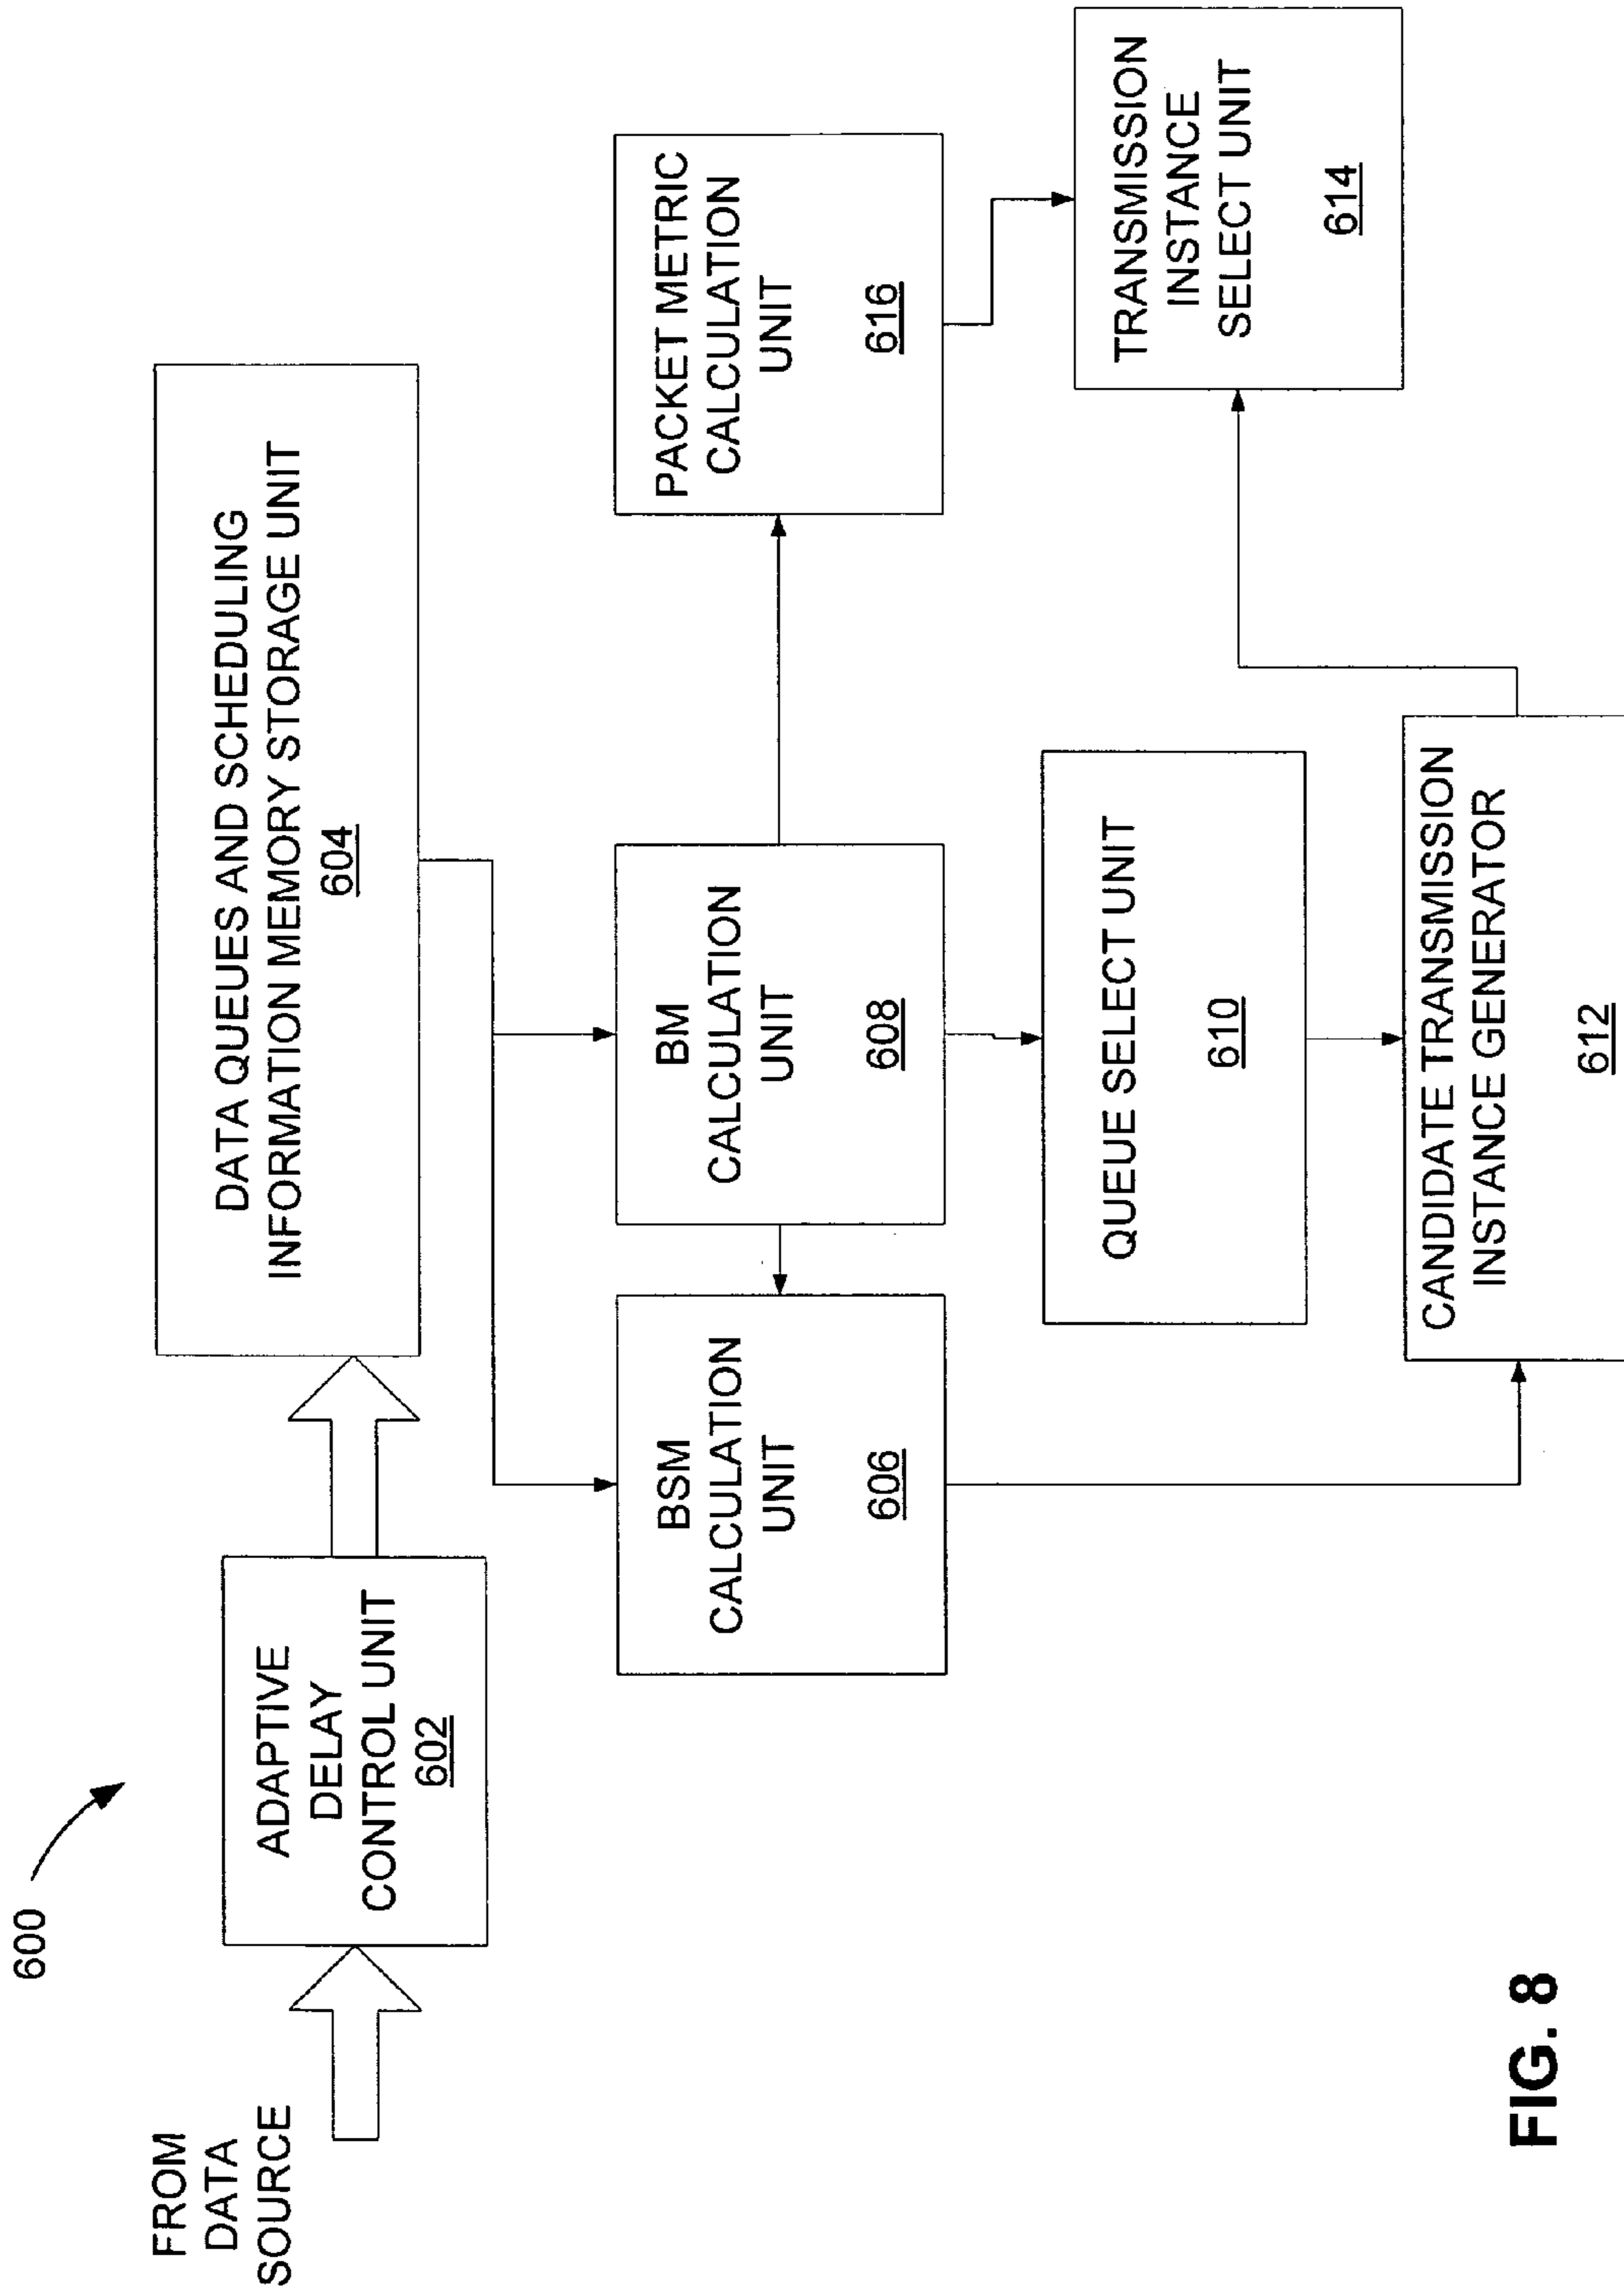 600
FROM
DATA
SOURCE
ADAPTIVE
DELAY
CONTROL UNIT
602
DATA QUEUES AND SCHEDULING
INFORMATION MEMORY STORAGE UNIT
604
BSM
CALCULATION
UNIT
606
BM
CALCULATION
UNIT
608
PACKET METRIC
CALCULATION
UNIT
616
QUEUE SELECT UNIT
610
TRANSMISSION
INSTANCE
SELECT UNIT
614
CANDIDATE TRANSMISSION
INSTANCE GENERATOR
612
FIG. 8